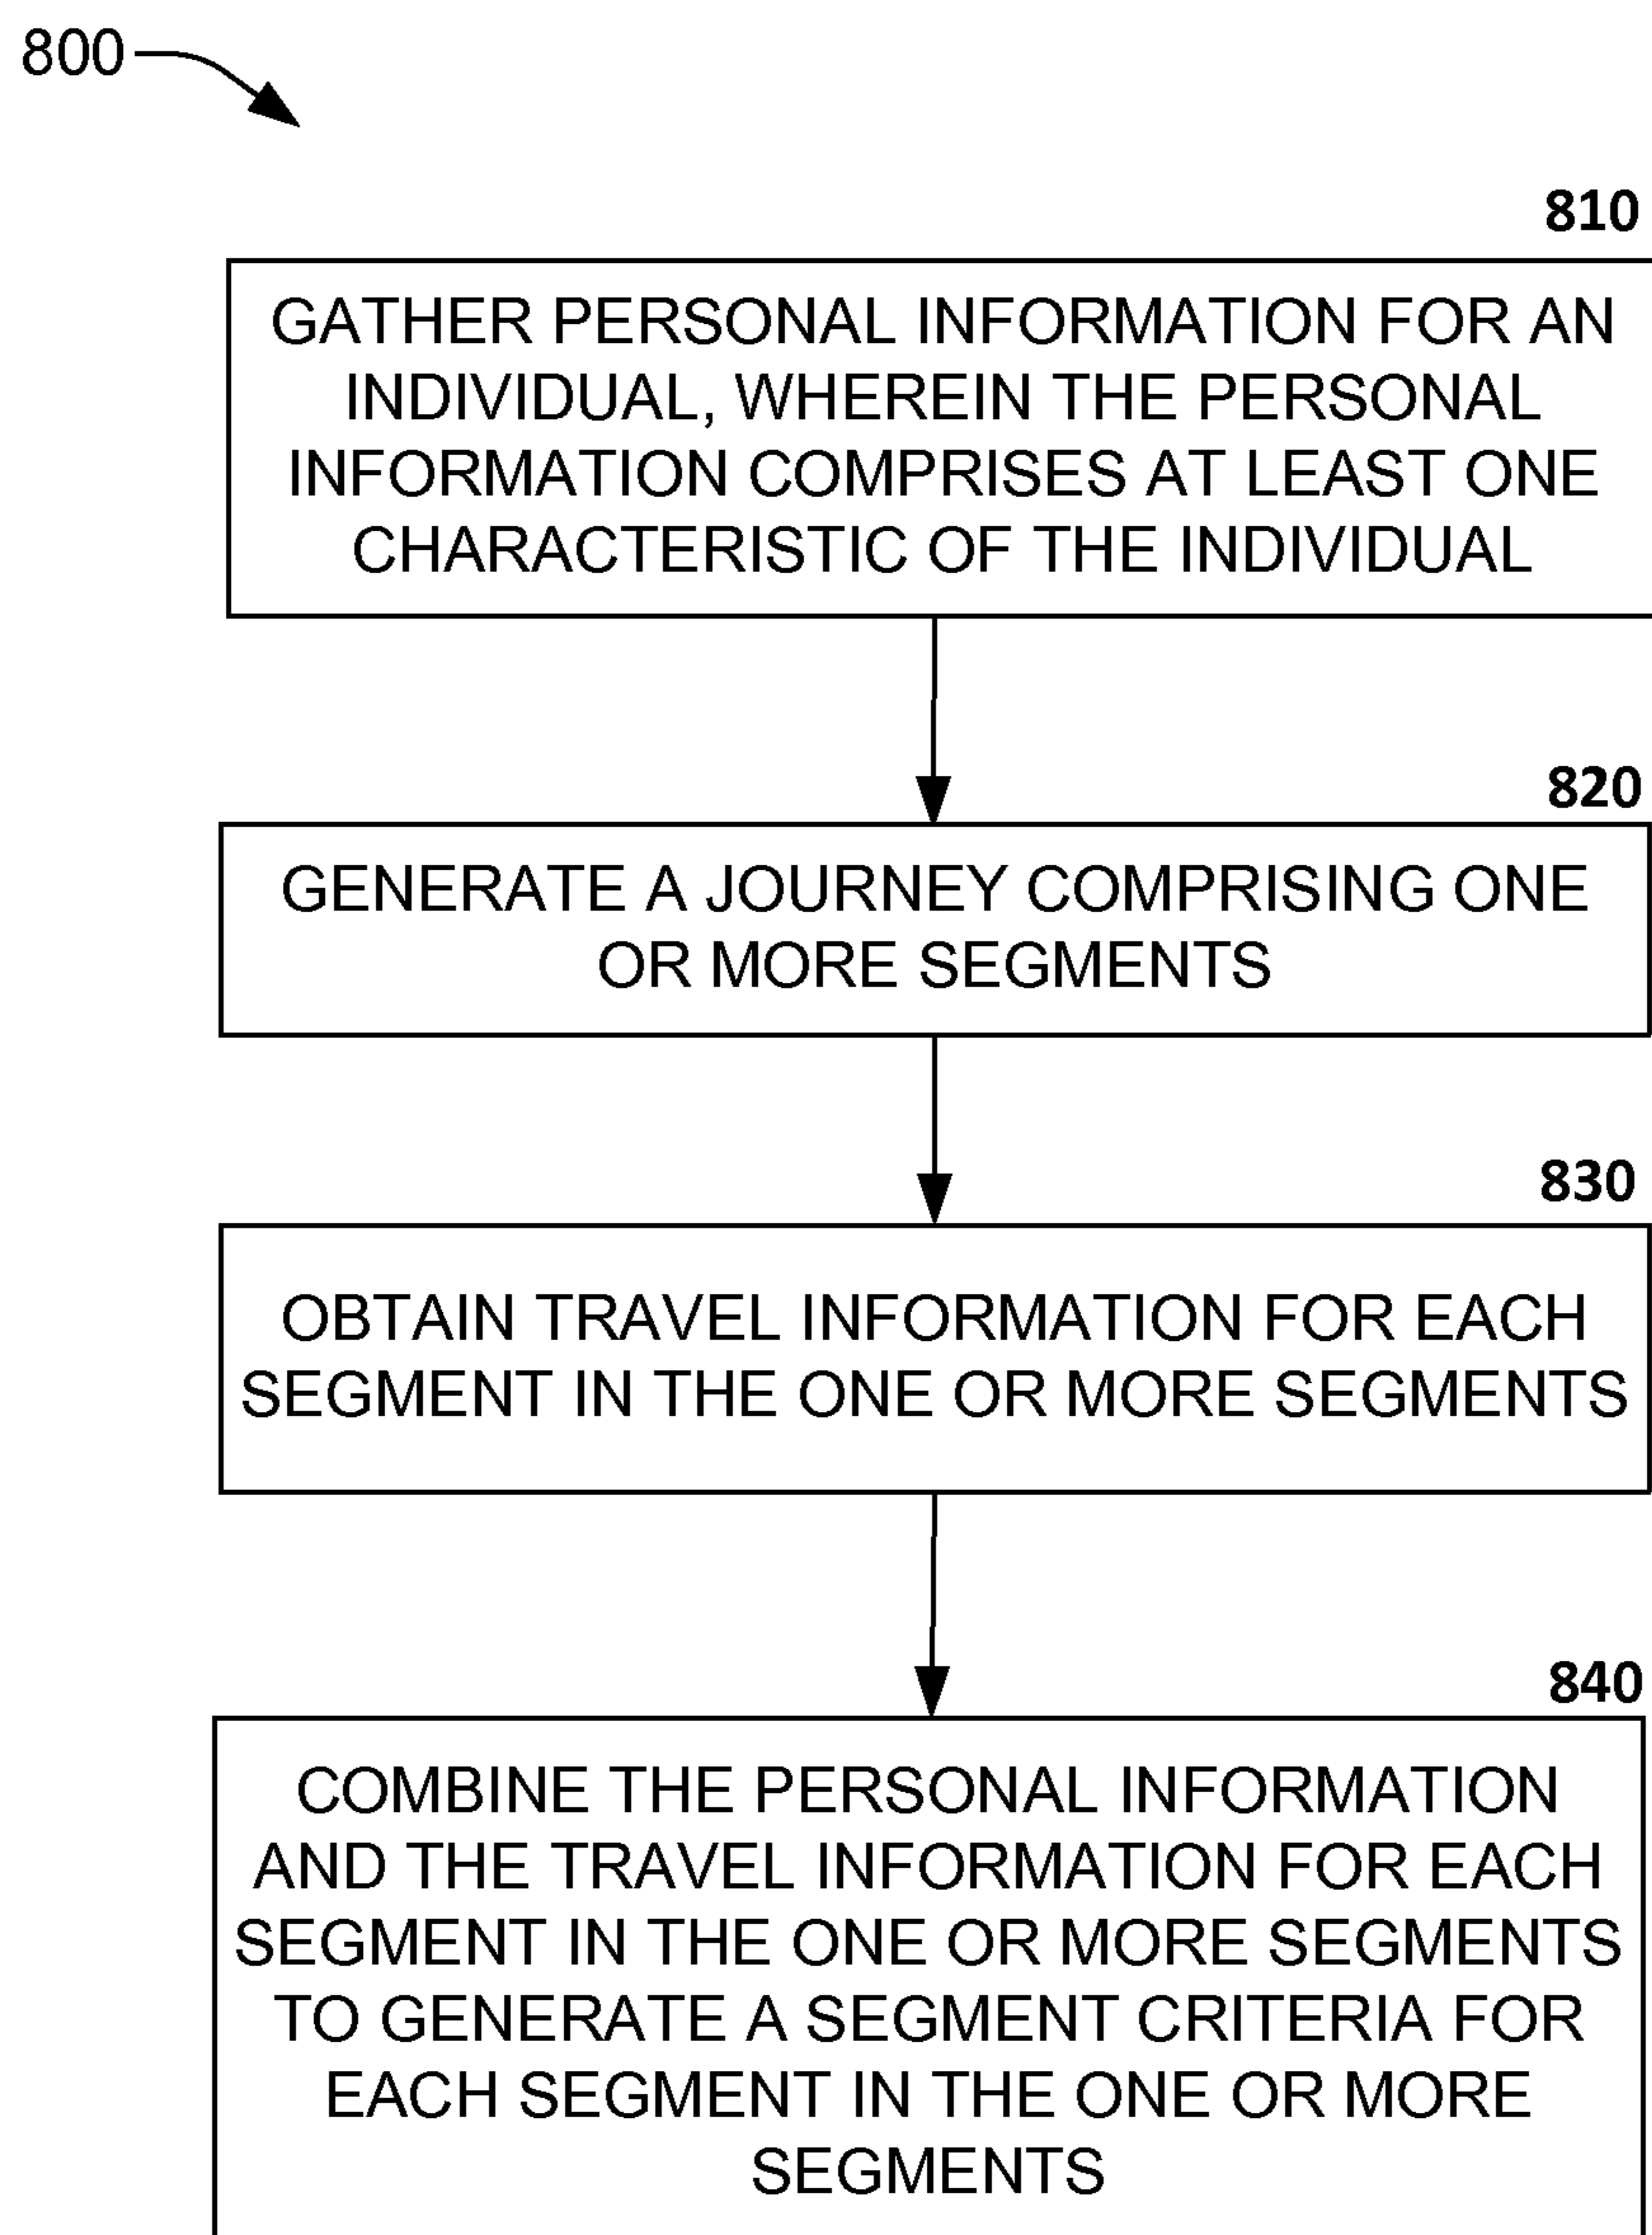 800
810
GATHER PERSONAL INFORMATION FOR AN
INDIVIDUAL, WHEREIN THE PERSONAL
INFORMATION COMPRISES AT LEAST ONE
CHARACTERISTIC OF THE INDIVIDUAL
820
GENERATE A JOURNEY COMPRISING ONE
OR MORE SEGMENTS
830
OBTAIN TRAVEL INFORMATION FOR EACH
SEGMENT IN THE ONE OR MORE SEGMENTS
840
COMBINE THE PERSONAL INFORMATION
AND THE TRAVEL INFORMATION FOR EACH
SEGMENT IN THE ONE OR MORE SEGMENTS
TO GENERATE A SEGMENT CRITERIA FOR
EACH SEGMENT IN THE ONE OR MORE
SEGMENTS